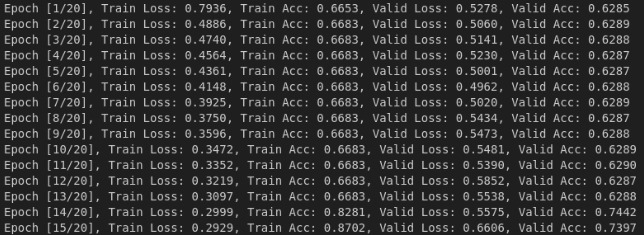 Epoch [1/20], Train Loss: 0.7936, Train Acc: 0.6653, Valid Loss: 0.5278, Valid Acc: 0.6285
Epoch [2/20], Train Loss: 0.4886, Train Acc: 0.6683, Valid Loss: 0.5060, Valid Acc: 0.6289
Epoch [3/20], Train Loss: 0.4740, Train Acc: 0.6683, Valid Loss: 0.5141, Valid Acc: 0.6288
Epoch [4/20], Train Loss: 0.4564, Train Acc: 0.6683, Valid Loss: 0.5230, Valid Acc: 0.6287
Epoch [5/20], Train Loss: 0.4361, Train Acc: 0.6683, Valid Loss: 0.5001, Valid Acc: 0.6287
Epoch [6/20], Train Loss: 0.4148, Train Acc: 0.6683, Valid Loss: 0.4962, Valid Acc: 0.6288
Epoch [7/20], Train Loss: 0.3925, Train Acc: 0.6683, Valid Loss: 0.5020, Valid Acc: 0.6289
Epoch [8/20], Train Loss: 0.3750, Train Acc: 0.6683, Valid Loss: 0.5434, Valid Acc: 0.6287
Epoch [9/20], Train Loss: 0.3596, Train Acc: 0.6683, Valid Loss: 0.5473, Valid Acc: 0.6288
Epoch [10/20], Train Loss: 0.3472, Train Acc: 0.6683, Valid Loss: 0.5481, Valid Acc: 0.6289
Epoch [11/20], Train Loss: 0.3352, Train Acc: 0.6683, Valid Loss: 0.5390, Valid Acc: 0.6290
Epoch [12/20], Train Loss: 0.3219, Train Acc: 0.6683, Valid Loss: 0.5852, Valid Acc: 0.6287
Epoch [13/20], Train Loss: 0.3097, Train Acc: 0.6683, Valid Loss: 0.5538, Valid Acc: 0.6288
Epoch [14/20], Train Loss: 0.2999, Train Acc: 0.8281, Valid Loss: 0.5575, Valid Acc: 0.7442
Epoch [15/20], Train Loss: 0.2929, Train Acc: 0.8702, Valid Loss: 0.6606, Valid Acc: 0.7397